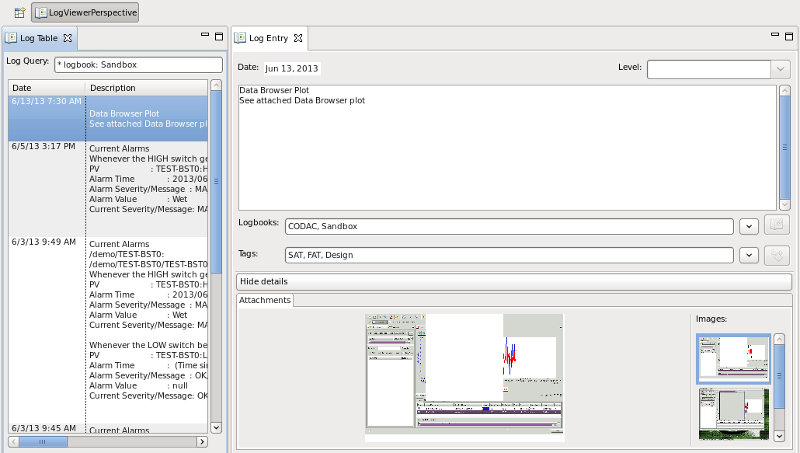 LogViewerPerspective
Log Table
Log Query: * logbook: Sandbox
Date Description
6/13/13 7:30 AM
Data Browser Plot
See attached Data Browser pl
6/5/13 3:17 PM Current Alarms
Whenever the HIGH switch ge
PV : TEST-BST0:H
Alarm Time : 2013/06
Alarm Severity/Message : MA
Alarm Value : Wet
Current Severity/Message: MA
6/3/13 9:49 AM Current Alarms
/demo/TEST-BST0:
/demo/TEST-BST0/TEST-BST0
Whenever the HIGH switch ge
PV : TEST-BST0:H
Alarm Time : 2013/06
Alarm Severity/Message : MA
Alarm Value : Wet
Current Severity/Message: MA
Whenever the LOW switch be
PV : TEST-BST0:L
Alarm Time : (Time sin
Alarm Severity/Message : OK,
Alarm Value : null
Current Severity/Message: OK
6/3/13 9:45 AM Current Alarms
Log Entry
Date: Jun 13, 2013
Level:
Data Browser Plot
See attached Data Browser plot
Logbooks: CODAC, Sandbox
Tags: SAT, FAT, Design
Hide details
Attachments
Images: